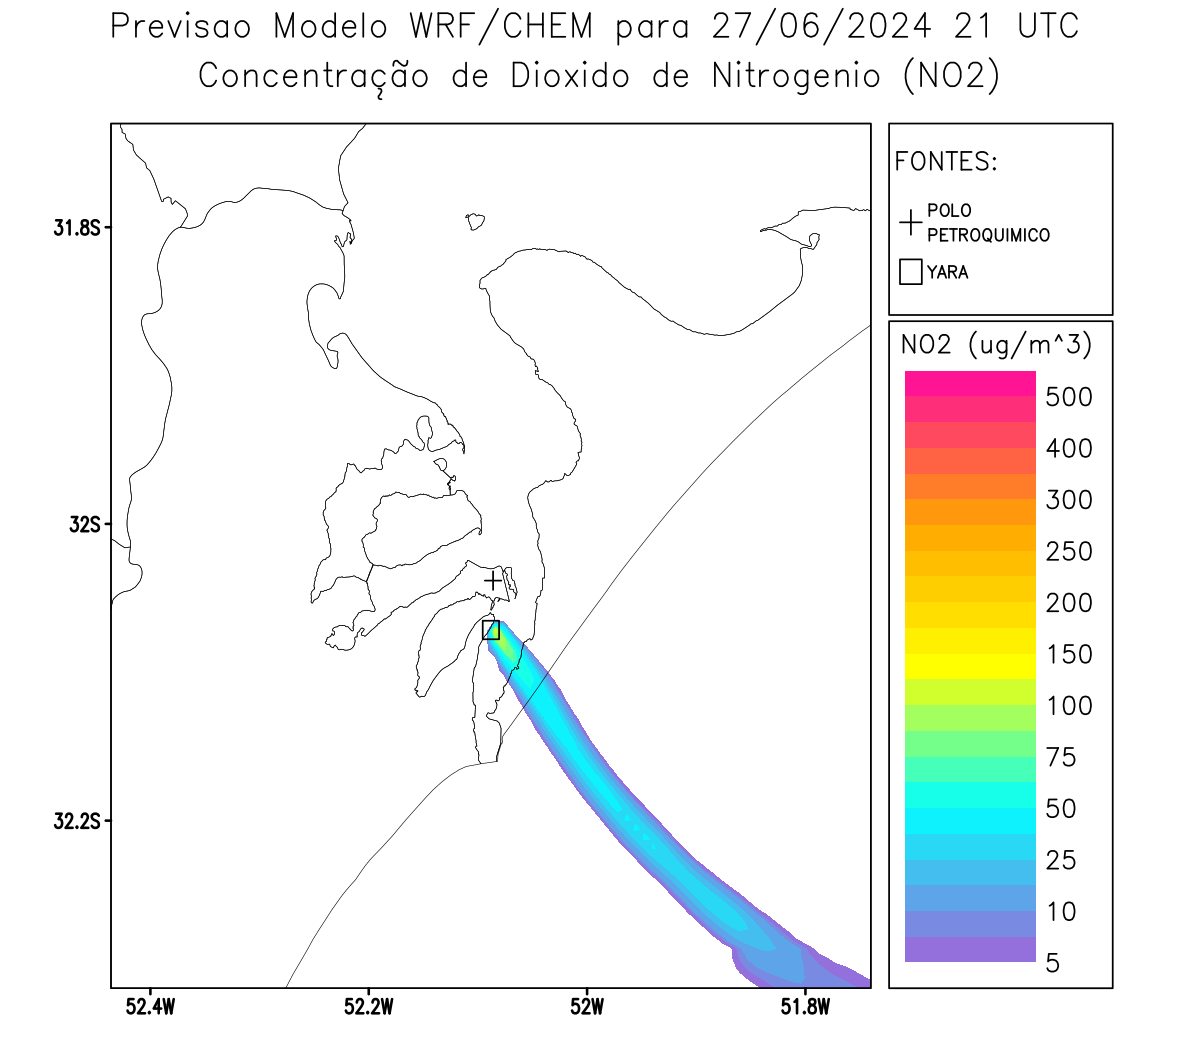 Previsao Modelo WRF/CHEM para 27/06/2024 21 UTC
Concentração de Dioxido de Nitrogenio (NO2)
FONTES:
POLO
PETROQUIMICO
YARA
NO2 (ug/m^3)
500
400
300
250
200
150
100
75
50
25
10
5
31.8S
32S
32.2S
52.4W
52.2W
52W
51.8W